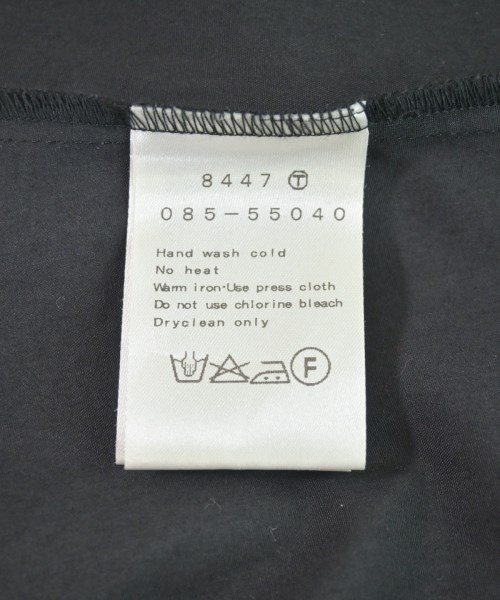 8447 Ⓣ
085-55040
Hand wash cold
No heat
Warm iron·Use press cloth
Do not use chlorine bleach
Dryclean only
F